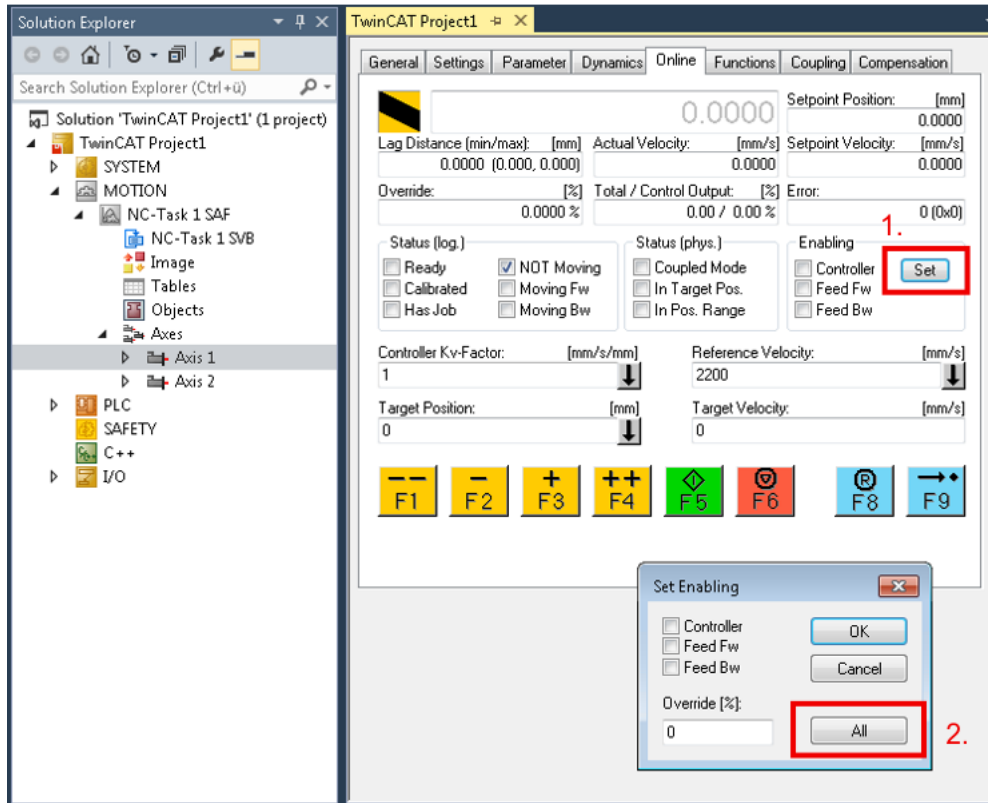 Solution Explorer
Search Solution Explorer (Ctrl+ü)
Solution 'TwinCAT Project1' (1 project)
TwinCAT Project1
SYSTEM
MOTION
NC-Task 1 SAF
NC-Task 1 SVB
Image
Tables
Objects
Axes
Axis 1
Axis 2
PLC
SAFETY
C++
I/O
TwinCAT Project1
General Settings Parameter Dynamics Online Functions Coupling Compensation
0.0000
Setpoint Position: [mm]
0.0000
Lag Distance (min/max): [mm] Actual Velocity: [mm/s] Setpoint Velocity: [mm/s]
0.0000 (0.000, 0.000) 0.0000 0.0000
Override: [%] Total / Control Output: [%] Error:
0.0000 % 0.00 / 0.00 % 0 (0x0)
1.
Status (log.) Status (phys.) Enabling
Ready NOT Moving Coupled Mode Controller Set
Calibrated Moving Fw In Target Pos. Feed Fw
Has Job Moving Bw In Pos. Range Feed Bw
Controller Kv-Factor: [mm/s/mm] Reference Velocity: [mm/s]
1 2200
Target Position: [mm] Target Velocity: [mm/s]
0 0
-- - + ++ R
F1 F2 F3 F4 F5 F6 F8 F9
Set Enabling
Controller OK
Feed Fw
Feed Bw Cancel
Override [%]:
0 All
2.